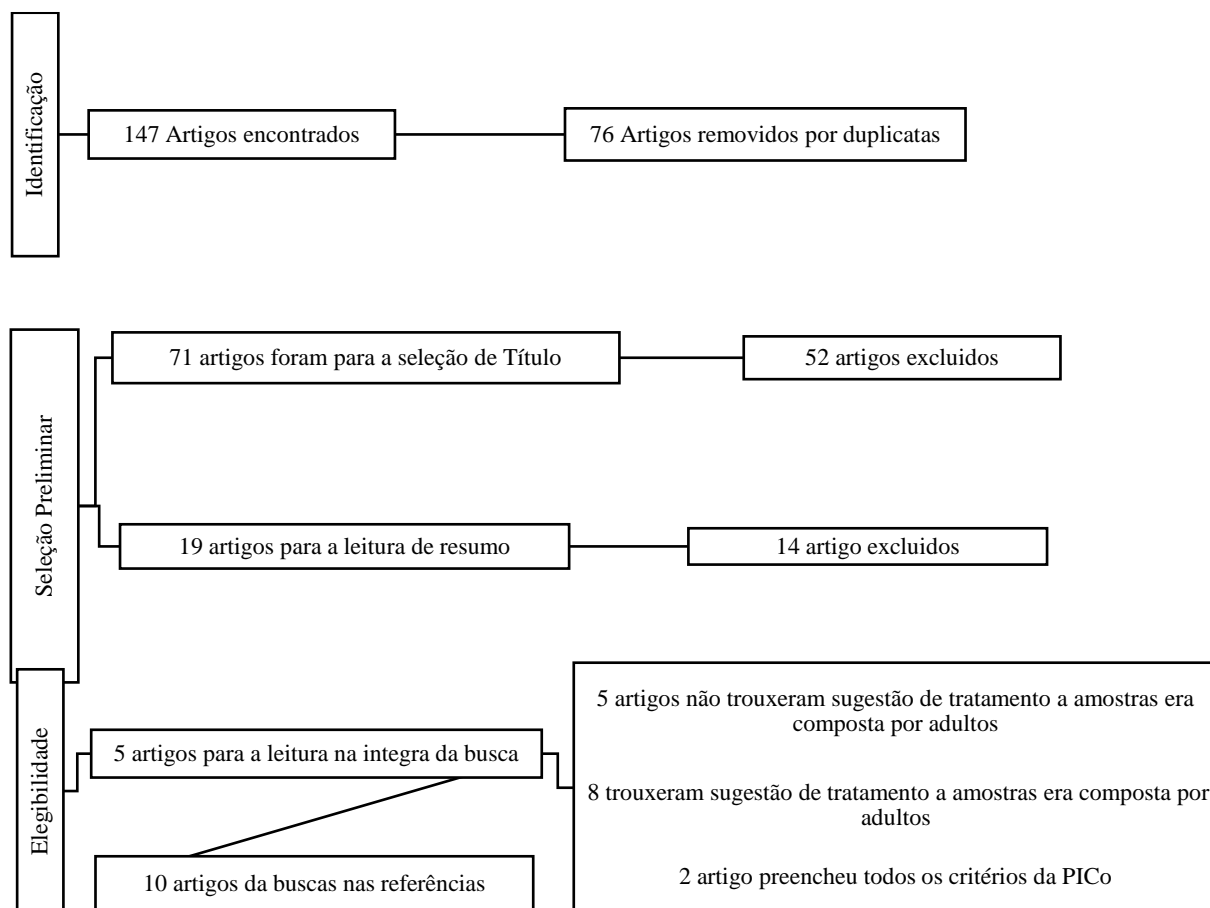 Identificação
147 Artigos encontrados
76 Artigos removidos por duplicatas
Seleção Preliminar
71 artigos foram para a seleção de Título
52 artigos excluidos
19 artigos para a leitura de resumo
14 artigo excluidos
Elegibilidade
5 artigos para a leitura na integra da busca
10 artigos da buscas nas referências
5 artigos não trouxeram sugestão de tratamento a amostras era
composta por adultos
8 trouxeram sugestão de tratamento a amostras era composta por
adultos
2 artigo preencheu todos os critérios da PICo